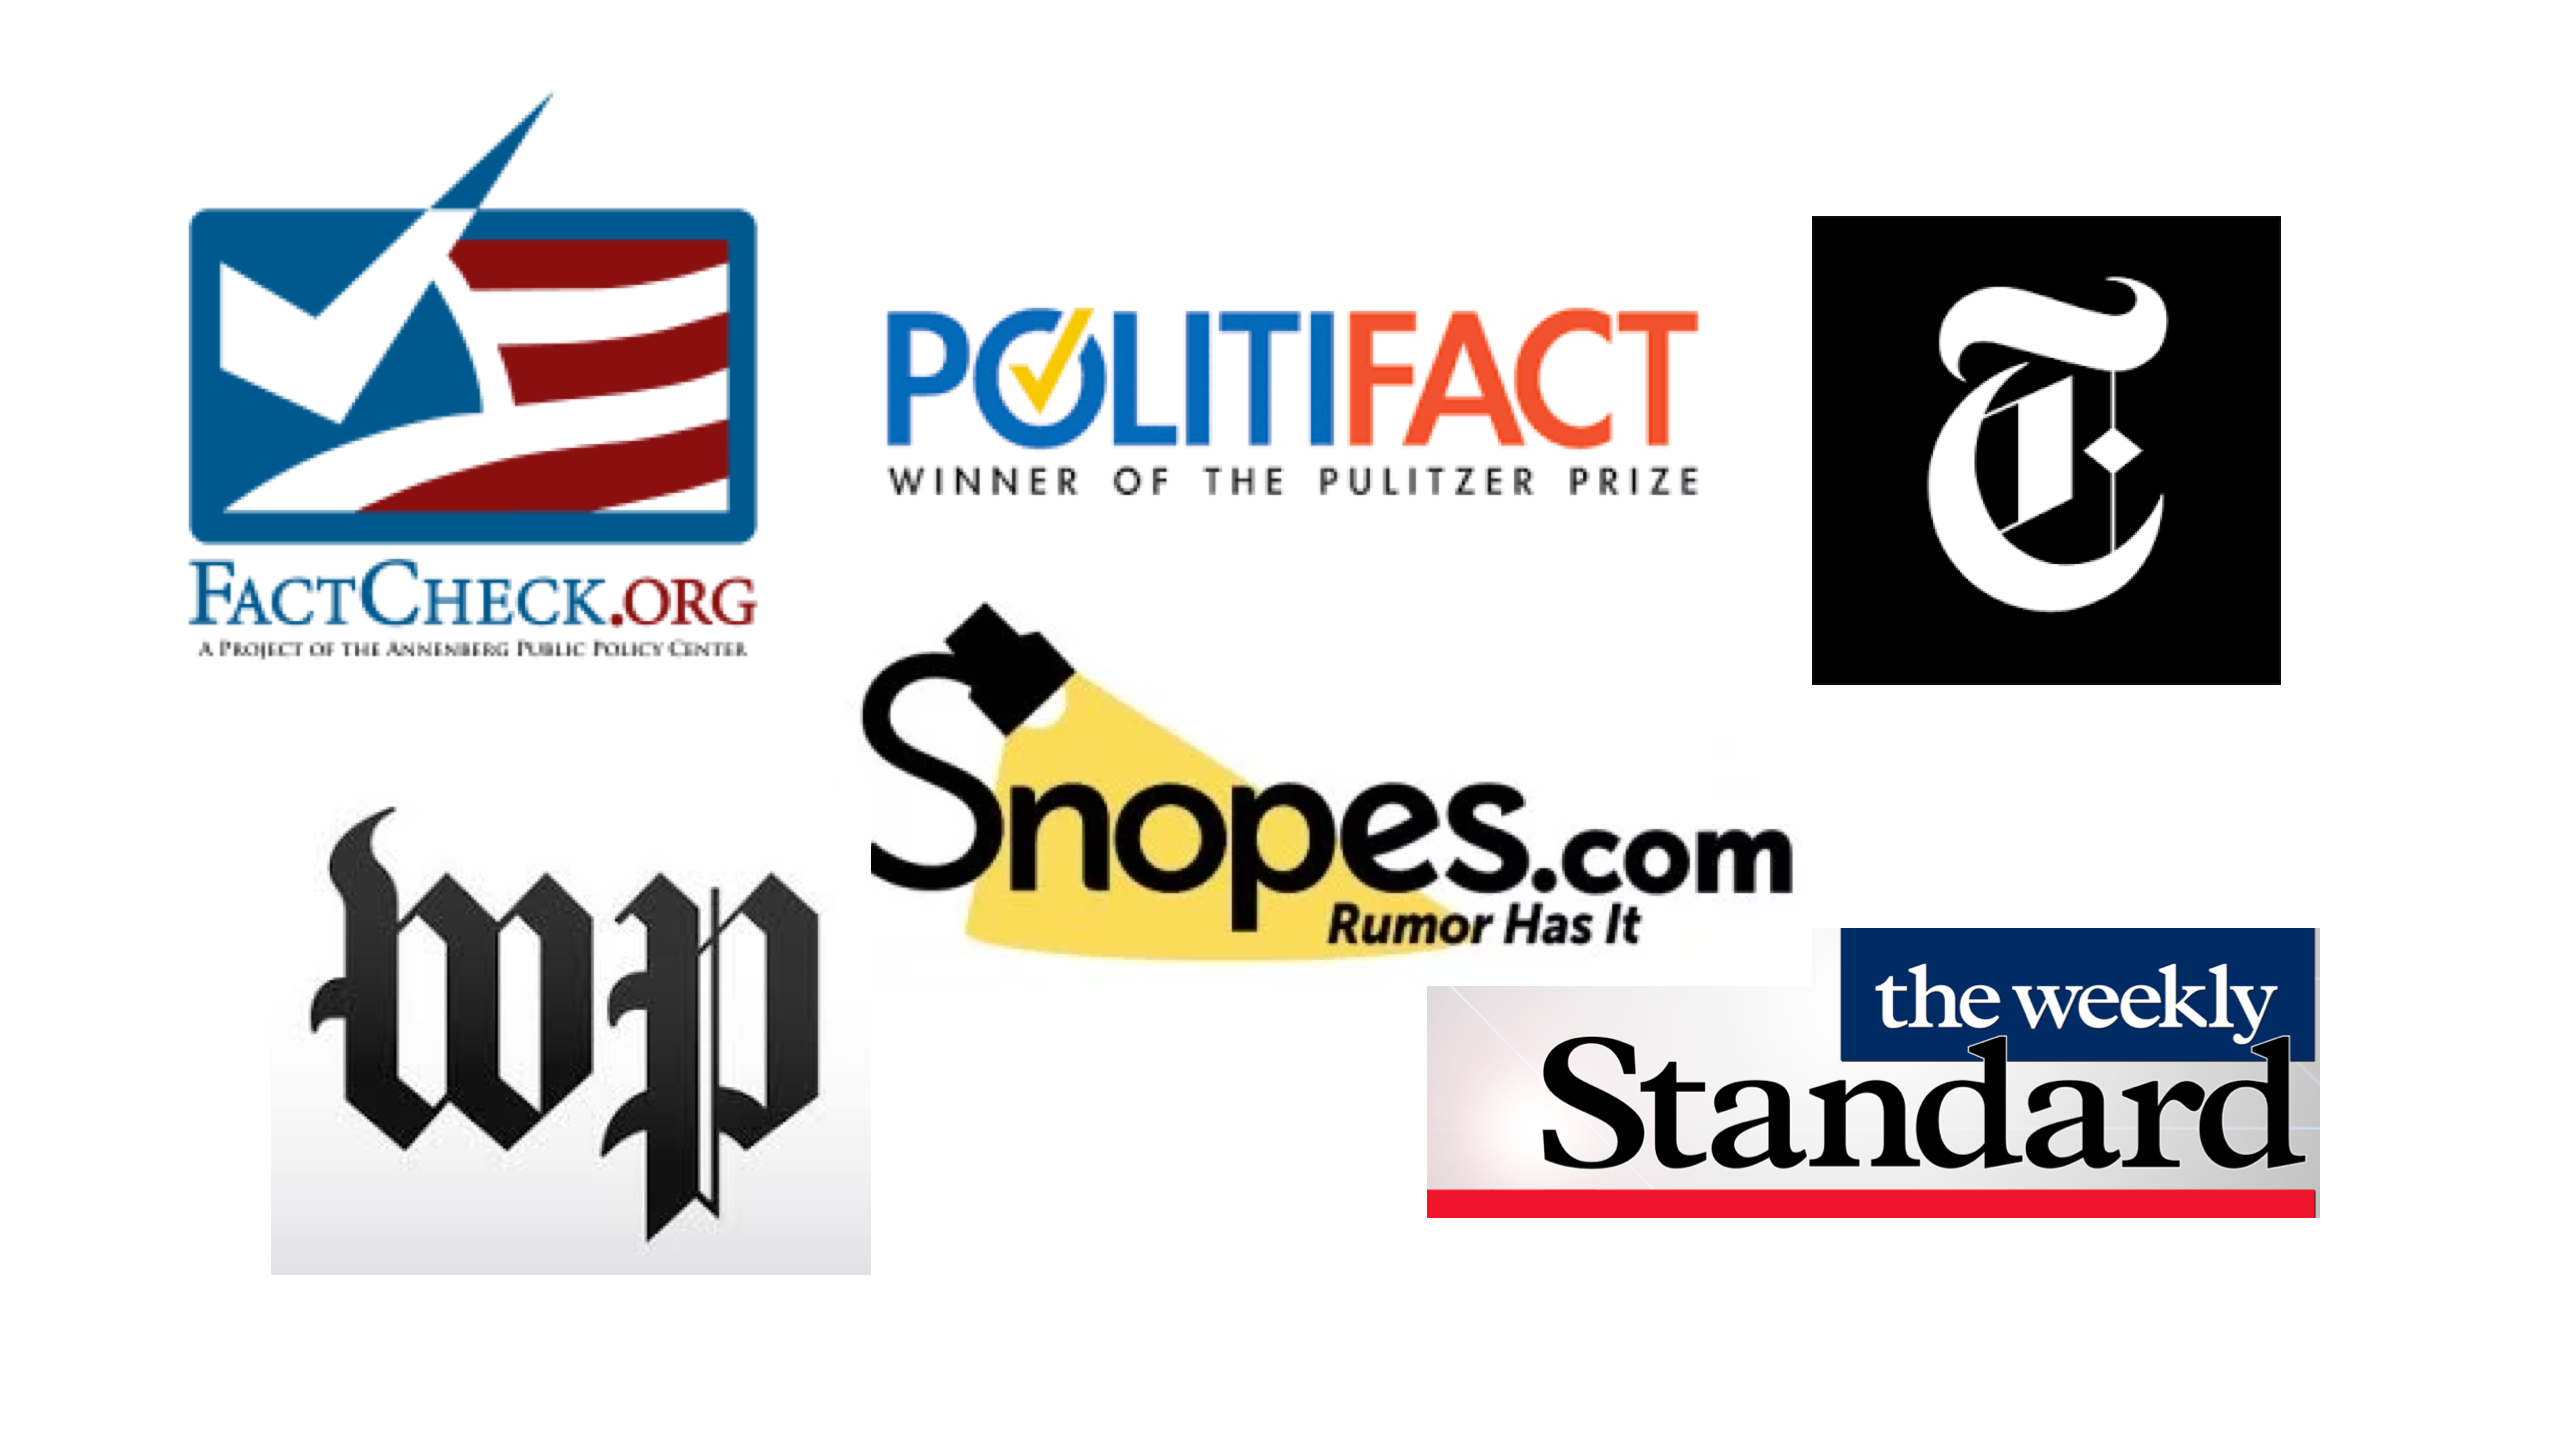 FACTCHECK.ORG
A PROJECT OF THE ANNENBERG PUBLIC POLICY CENTER
POLITIFACT
WINNER OF THE PULITZER PRIZE
T
Snopes.com
Rumor Has It
wp
the weekly
Standard